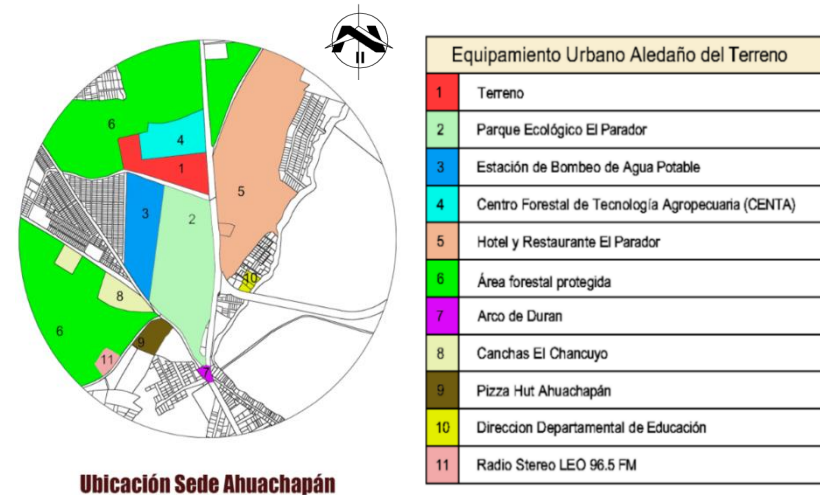 N
II
6
4
1
5
3
2
10
8
6
9
11
7
Ubicación Sede Ahuachapán
Equipamiento Urbano Aledaño del Terreno
1 Terreno
2 Parque Ecológico El Parador
3 Estación de Bombeo de Agua Potable
4 Centro Forestal de Tecnología Agropecuaria (CENTA)
5 Hotel y Restaurante El Parador
6 Área forestal protegida
7 Arco de Duran
8 Canchas El Chancuyo
9 Pizza Hut Ahuachapán
10 Direccion Departamental de Educación
11 Radio Stereo LEO 96.5 FM